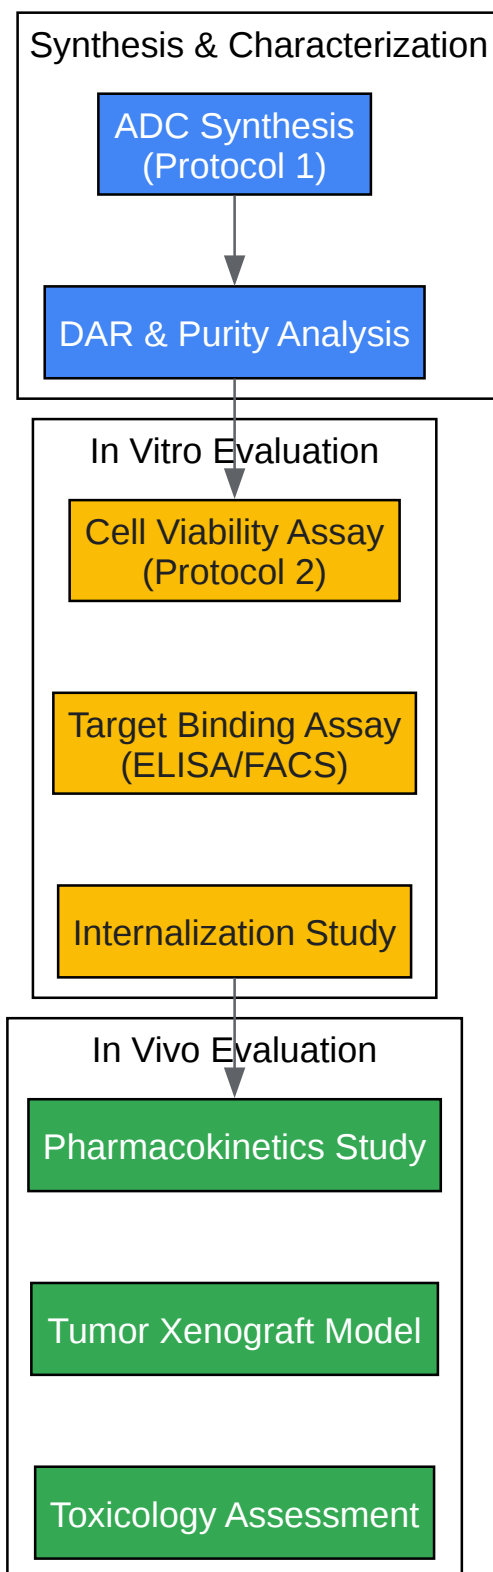 Synthesis & Characterization
ADC Synthesis
(Protocol 1)
DAR & Purity Analysis
In Vitro Evaluation
Cell Viability Assay
(Protocol 2)
Target Binding Assay
(ELISA/FACS)
Internalization Study
In Vivo Evaluation
Pharmacokinetics Study
Tumor Xenograft Model
Toxicology Assessment